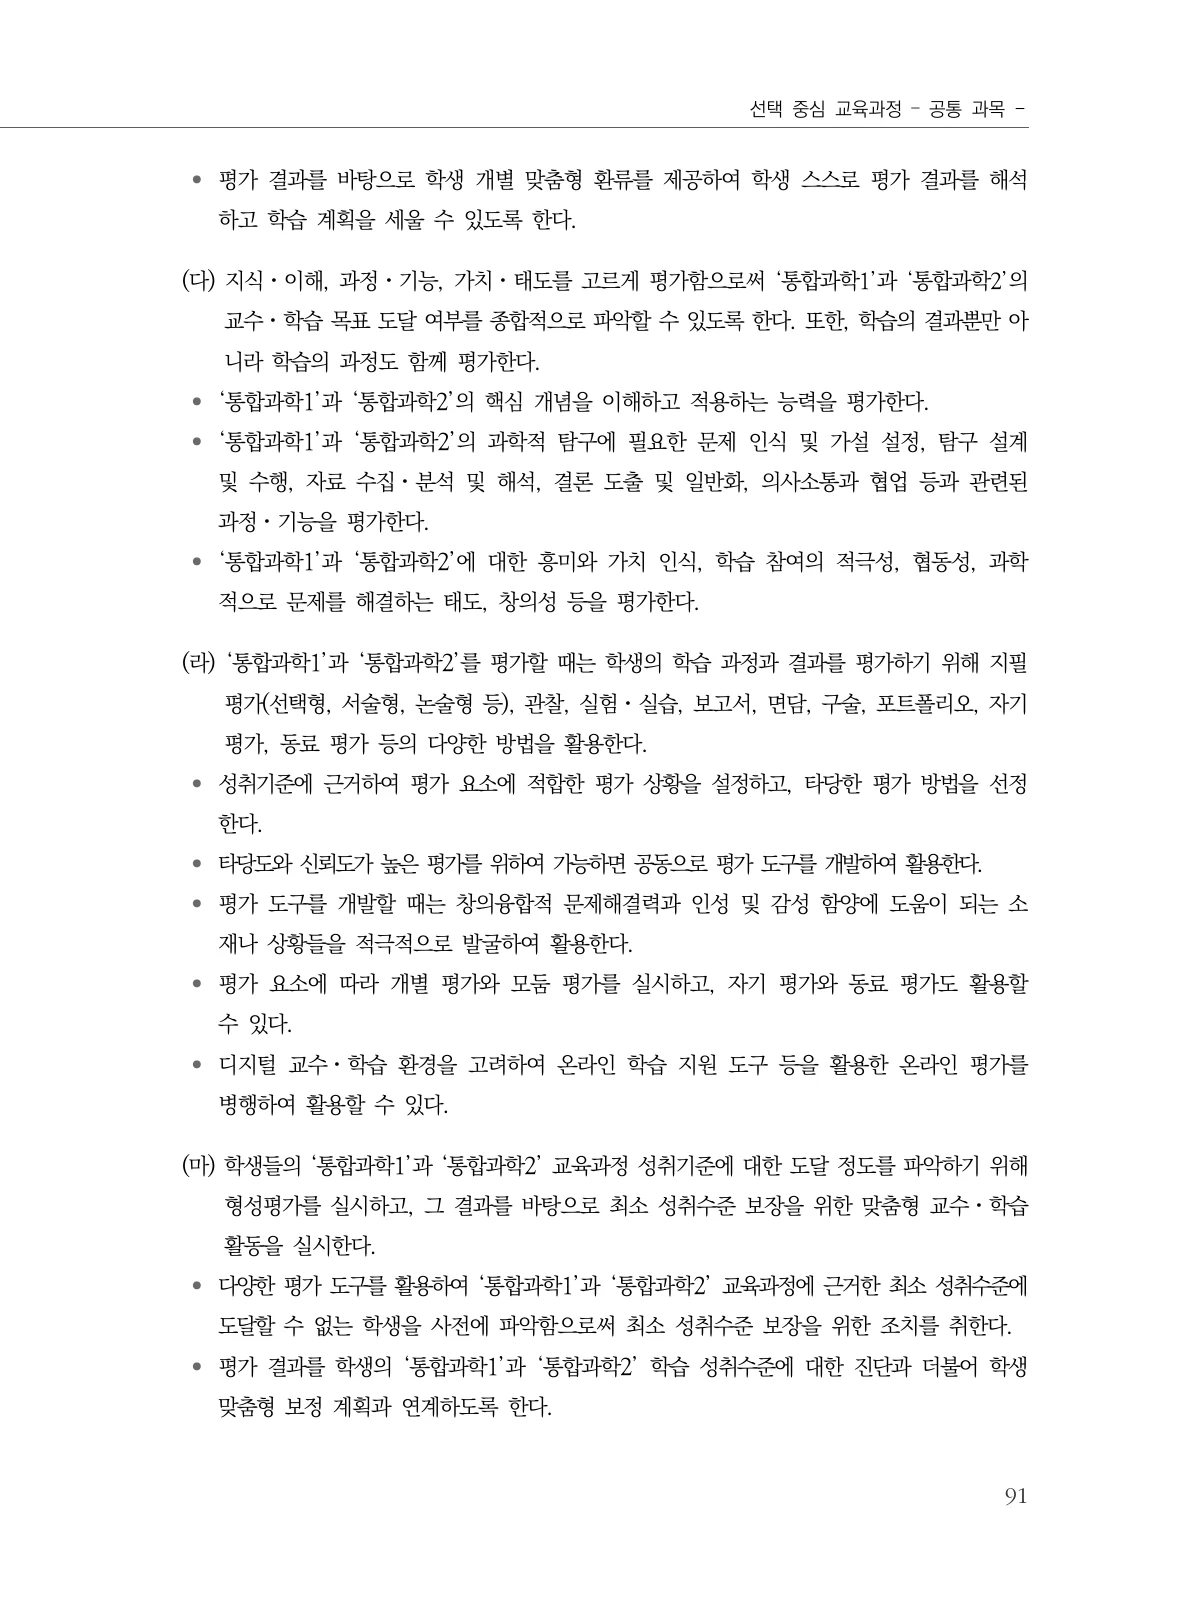 선택 중심 교육과정 - 공통 과목 -
• 평가 결과를 바탕으로 학생 개별 맞춤형 환류를 제공하여 학생 스스로 평가 결과를 해석
하고 학습 계획을 세울 수 있도록 한다.
(다) 지식・이해, 과정・기능, 가치・태도를 고르게 평가함으로써 ‘통합과학1’과 ‘통합과학2’의
교수・학습 목표 도달 여부를 종합적으로 파악할 수 있도록 한다. 또한, 학습의 결과뿐만 아
니라 학습의 과정도 함께 평가한다.
• ‘통합과학1’과 ‘통합과학2’의 핵심 개념을 이해하고 적용하는 능력을 평가한다.
• ‘통합과학1’과 ‘통합과학2’의 과학적 탐구에 필요한 문제 인식 및 가설 설정, 탐구 설계
및 수행, 자료 수집・분석 및 해석, 결론 도출 및 일반화, 의사소통과 협업 등과 관련된
과정・기능을 평가한다.
• ‘통합과학1’과 ‘통합과학2’에 대한 흥미와 가치 인식, 학습 참여의 적극성, 협동성, 과학
적으로 문제를 해결하는 태도, 창의성 등을 평가한다.
(라) ‘통합과학1’과 ‘통합과학2’를 평가할 때는 학생의 학습 과정과 결과를 평가하기 위해 지필
평가(선택형, 서술형, 논술형 등), 관찰, 실험・실습, 보고서, 면담, 구술, 포트폴리오, 자기
평가, 동료 평가 등의 다양한 방법을 활용한다.
• 성취기준에 근거하여 평가 요소에 적합한 평가 상황을 설정하고, 타당한 평가 방법을 선정
한다.
• 타당도와 신뢰도가 높은 평가를 위하여 가능하면 공동으로 평가 도구를 개발하여 활용한다.
• 평가 도구를 개발할 때는 창의융합적 문제해결력과 인성 및 감성 함양에 도움이 되는 소
재나 상황들을 적극적으로 발굴하여 활용한다.
• 평가 요소에 따라 개별 평가와 모둠 평가를 실시하고, 자기 평가와 동료 평가도 활용할
수 있다.
• 디지털 교수・학습 환경을 고려하여 온라인 학습 지원 도구 등을 활용한 온라인 평가를
병행하여 활용할 수 있다.
(마) 학생들의 ‘통합과학1’과 ‘통합과학2’ 교육과정 성취기준에 대한 도달 정도를 파악하기 위해
형성평가를 실시하고, 그 결과를 바탕으로 최소 성취수준 보장을 위한 맞춤형 교수・학습
활동을 실시한다.
• 다양한 평가 도구를 활용하여 ‘통합과학1’과 ‘통합과학2’ 교육과정에 근거한 최소 성취수준에
도달할 수 없는 학생을 사전에 파악함으로써 최소 성취수준 보장을 위한 조치를 취한다.
• 평가 결과를 학생의 ‘통합과학1’과 ‘통합과학2’ 학습 성취수준에 대한 진단과 더불어 학생
맞춤형 보정 계획과 연계하도록 한다.
91